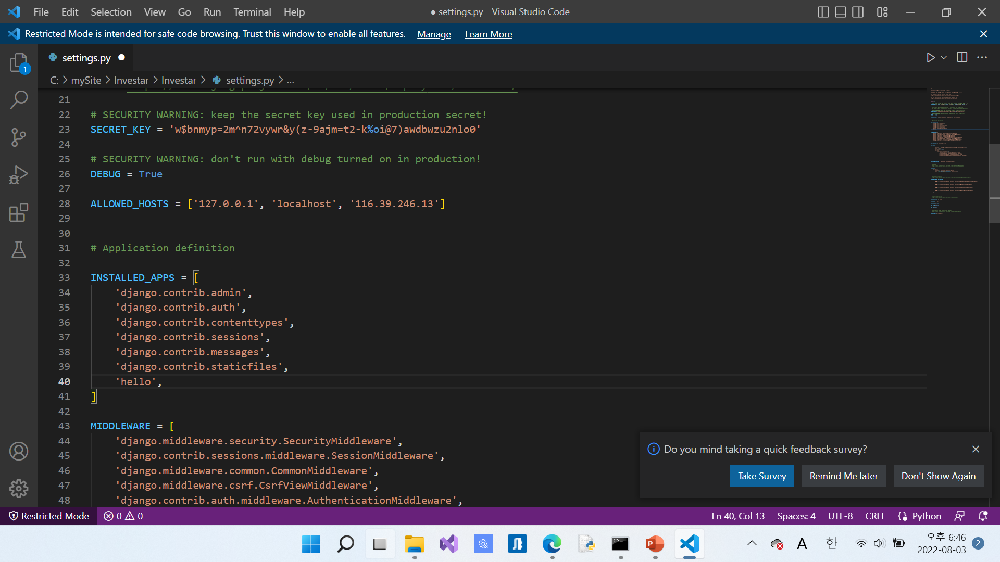 File Edit Selection View Go Run Terminal Help
● settings.py - Visual Studio Code
Restricted Mode is intended for safe code browsing. Trust this window to enable all features. Manage Learn More
1
settings.py
C: > mySite > Investar > Investar > settings.py > ...
21
22 # SECURITY WARNING: keep the secret key used in production secret!
23 SECRET_KEY = 'w$bnmyp=2m^n72vywr&y(z-9ajm=t2-k%oi@7)awdbwzu2nlo0'
24
25 # SECURITY WARNING: don't run with debug turned on in production!
26 DEBUG = True
27
28 ALLOWED_HOSTS = ['127.0.0.1', 'localhost', '116.39.246.13']
29
30
31 # Application definition
32
33 INSTALLED_APPS = [
34 'django.contrib.admin',
35 'django.contrib.auth',
36 'django.contrib.contenttypes',
37 'django.contrib.sessions',
38 'django.contrib.messages',
39 'django.contrib.staticfiles',
40 'hello',
41 ]
42
43 MIDDLEWARE = [
44 'django.middleware.security.SecurityMiddleware',
45 'django.contrib.sessions.middleware.SessionMiddleware',
46 'django.middleware.common.CommonMiddleware',
47 'django.middleware.csrf.CsrfViewMiddleware',
48 'django.contrib.auth.middleware.AuthenticationMiddleware',
Do you mind taking a quick feedback survey?
Take Survey Remind Me later Don't Show Again
Restricted Mode 0 0
Ln 40, Col 13 Spaces: 4 UTF-8 CRLF Python
A 한
오후 6:46
2022-08-03
2